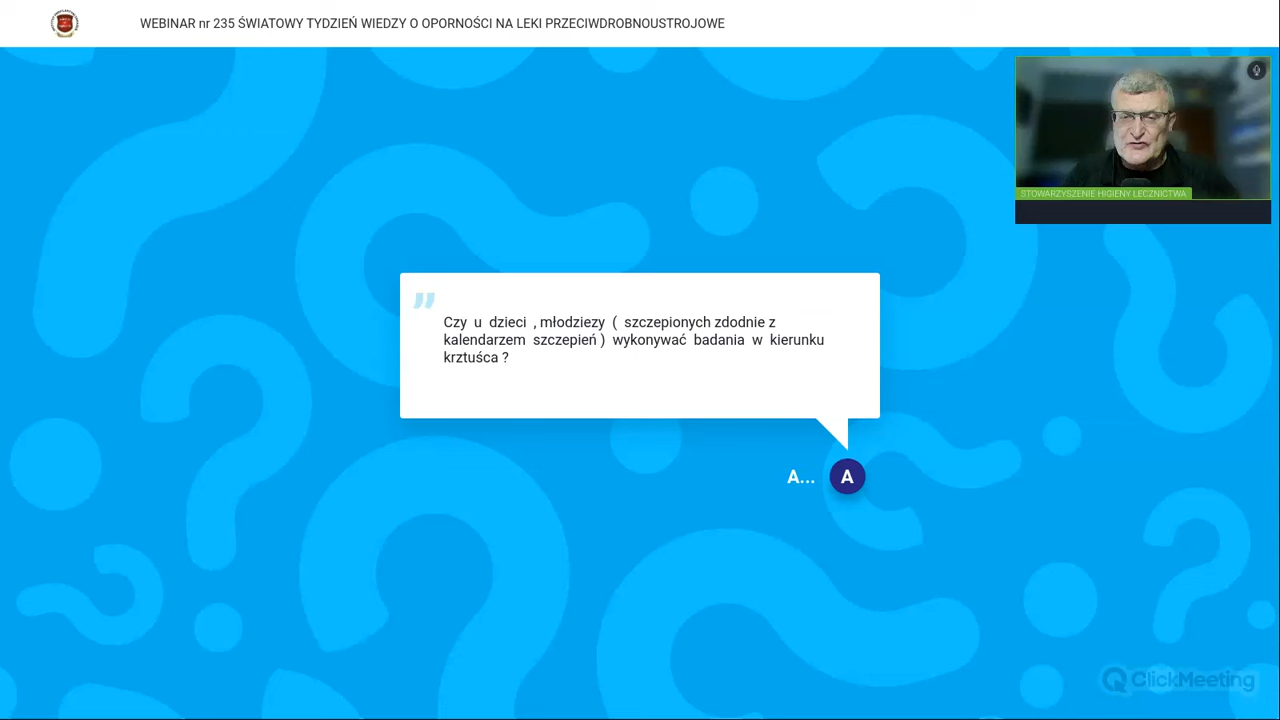 WEBINAR nr 235 ŚWIATOWY TYDZIEŃ WIEDZY O OPORNOŚCI NA LEKI PRZECIWDROBNOUSTROJOWE
STOWARZYSZENIE HIGIENY LECZNICTWA
Czy u dzieci , młodziezy ( szczepionych zdodnie z
kalendarzem szczepień ) wykonywać badania w kierunku
krztuśca ?
A... A
ClickMeeting